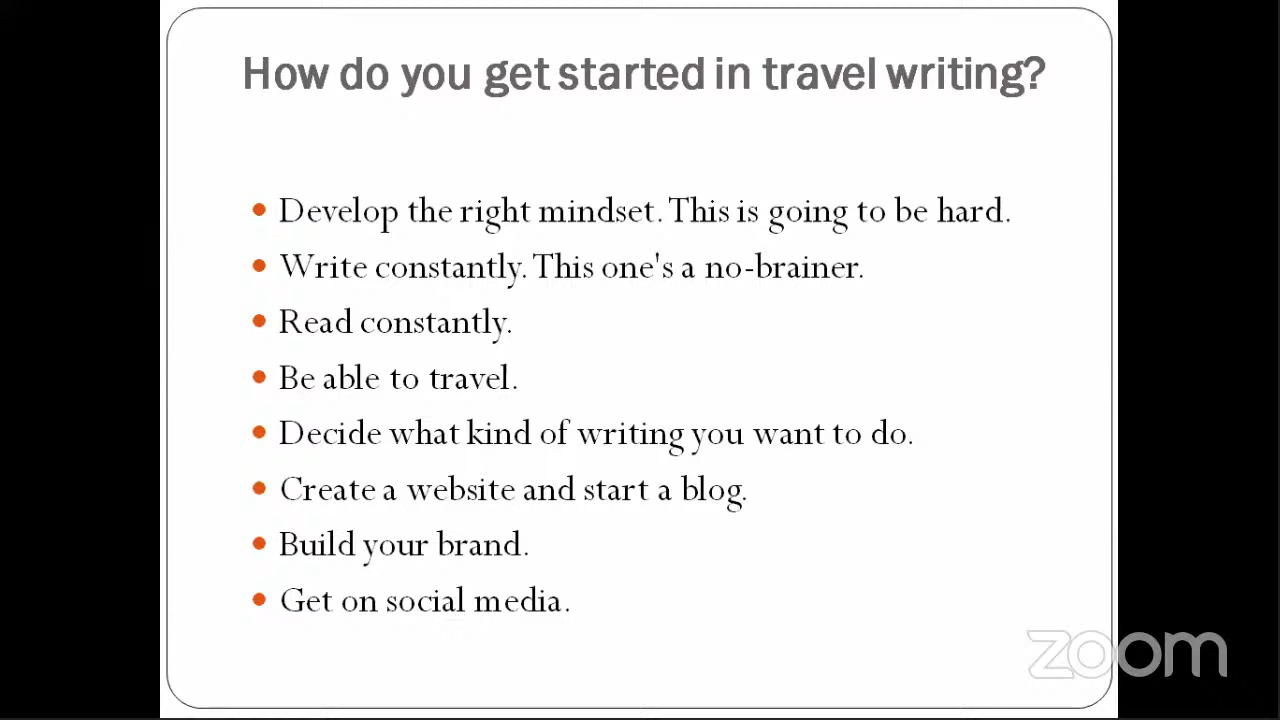 How do you get started in travel writing?
Develop the right mindset. This is going to be hard.
Write constantly. This one's a no-brainer.
Read constantly.
Be able to travel.
Decide what kind of writing you want to do.
Create a website and start a blog.
Build your brand.
Get on social media.
zoom